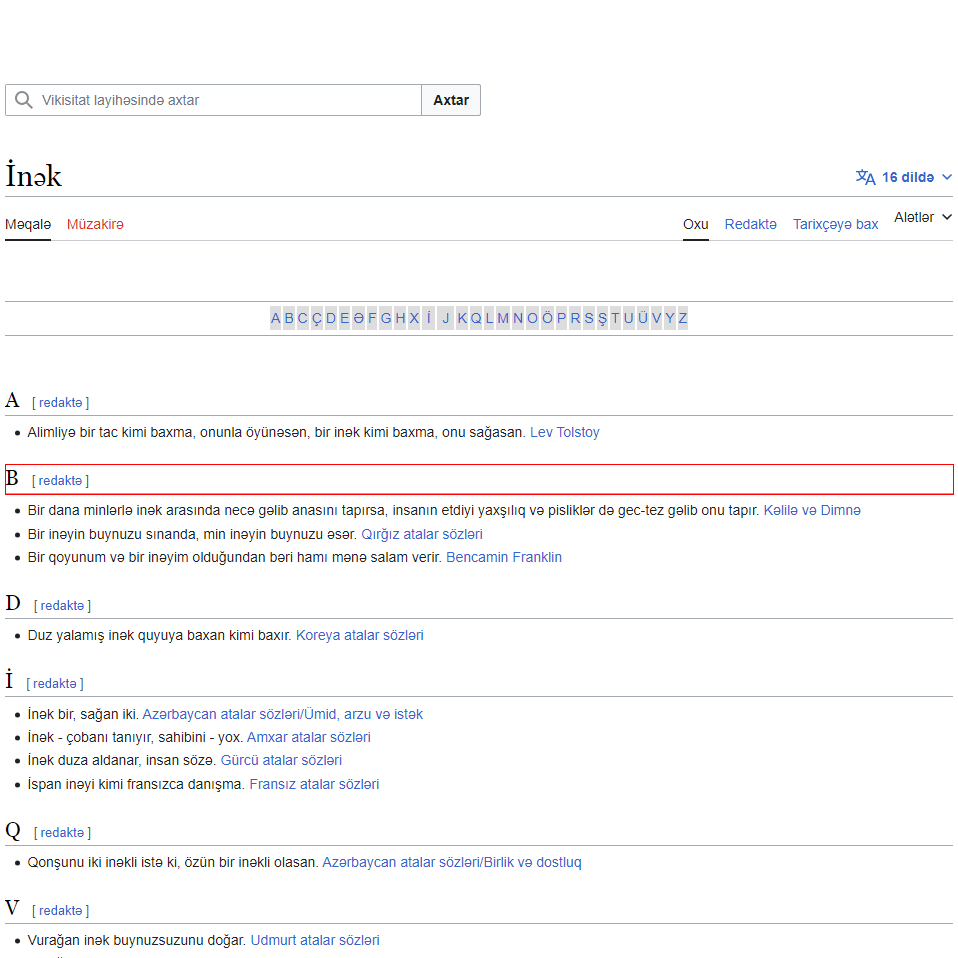 Vikisitat layihəsində axtar Axtar
İnək
16 dildə
Məqalə Müzakirə Oxu Redaktə Tarixçəyə bax Alətlər
A B C Ç D E Ə F G H X İ J K Q L M N O Ö P R S Ş T U Ü V Y Z
A [ redaktə ]
Alimliyə bir tac kimi baxma, onunla öyünəsən, bir inək kimi baxma, onu sağasan. Lev Tolstoy
B [ redaktə ]
Bir dana minlərlə inək arasında necə gəlib anasını tapırsa, insanın etdiyi yaxşılıq və pisliklər də gec-tez gəlib onu tapır. Kəlilə və Dimnə
Bir inəyin buynuzu sınanda, min inəyin buynuzu əsər. Qırğız atalar sözləri
Bir qoyunum və bir inəyim olduğundan bəri hamı mənə salam verir. Bencamin Franklin
D [ redaktə ]
Duz yalamış inək quyuya baxan kimi baxır. Koreya atalar sözləri
İ [ redaktə ]
İnək bir, sağan iki. Azərbaycan atalar sözləri/Ümid, arzu və istək
İnək - çobanı tanıyır, sahibini - yox. Amxar atalar sözləri
İnək duza aldanar, insan sözə. Gürcü atalar sözləri
İspan inəyi kimi fransızca danışma. Fransız atalar sözləri
Q [ redaktə ]
Qonşunu iki inəkli istə ki, özün bir inəkli olasan. Azərbaycan atalar sözləri/Birlik və dostluq
V [ redaktə ]
Vurağan inək buynuzsuzunu doğar. Udmurt atalar sözləri